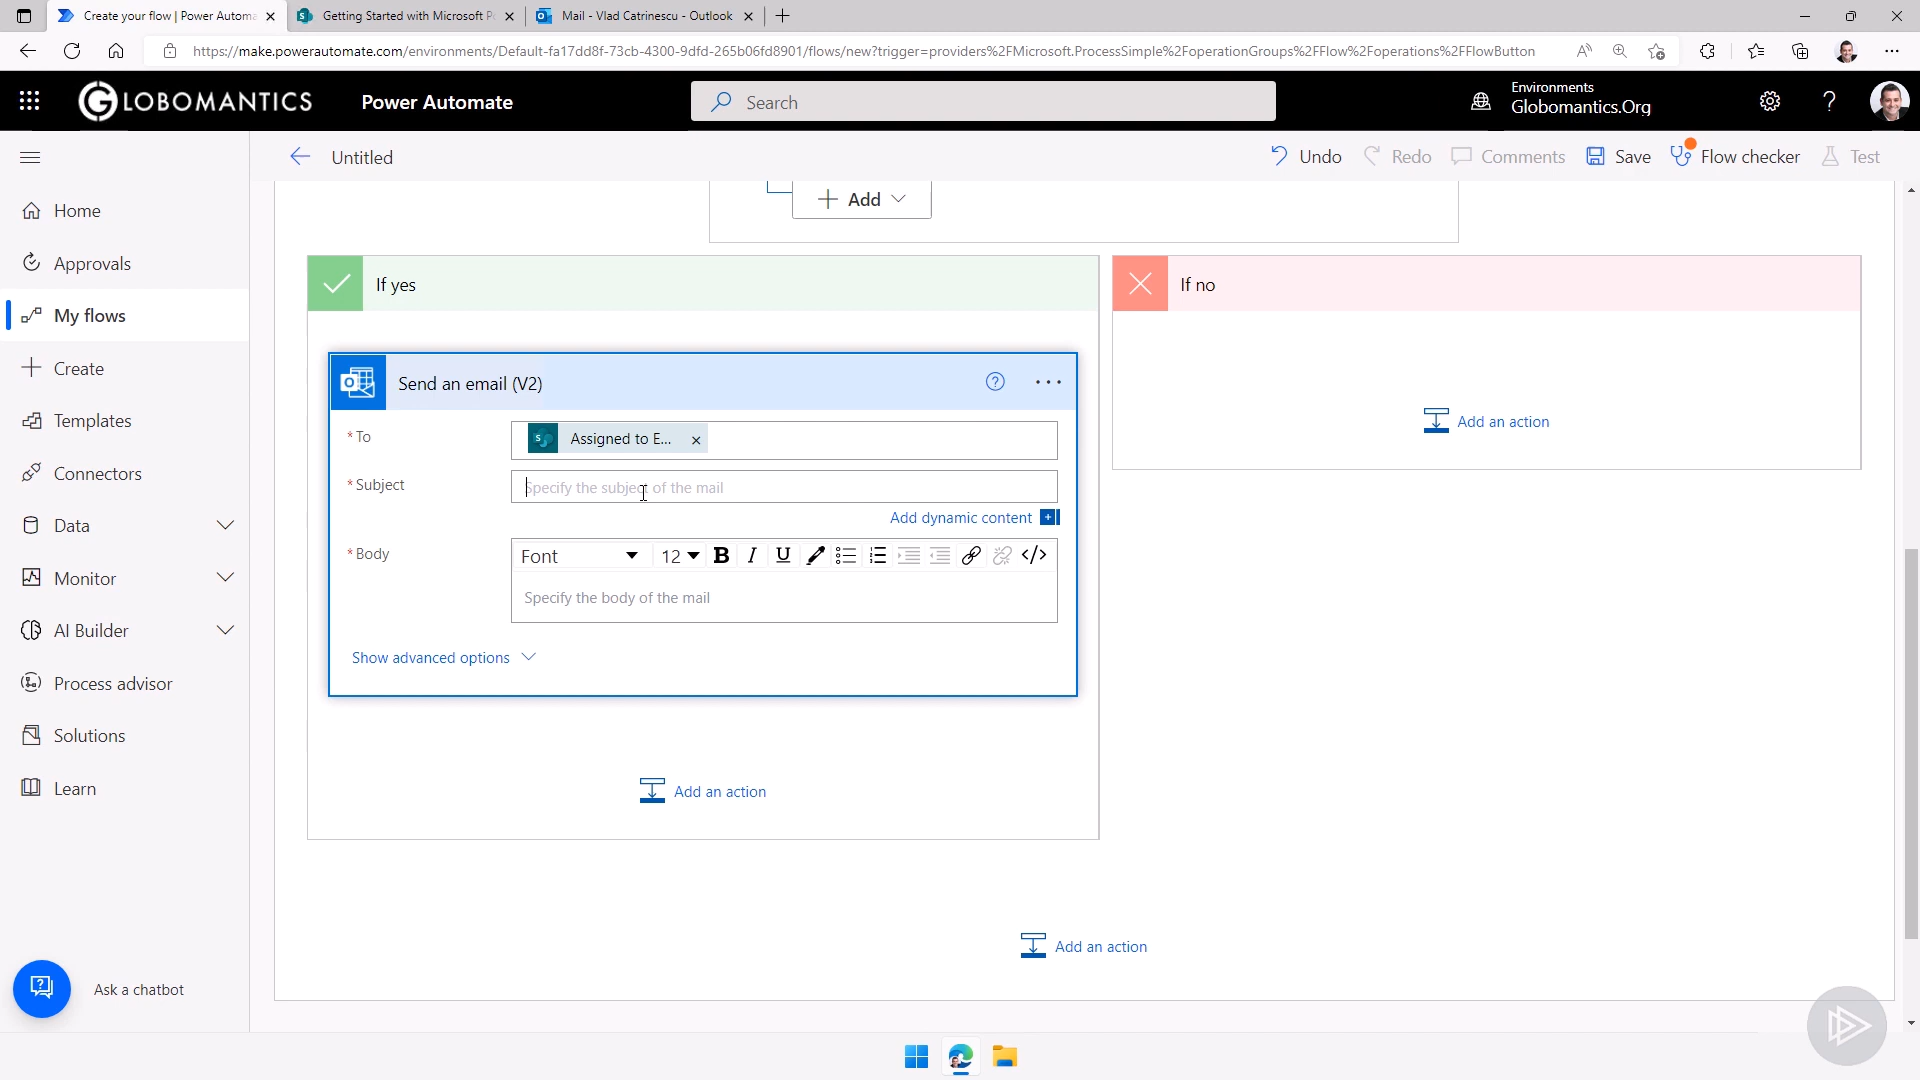 Create your flow | Power Automa
Getting Started with Microsoft P
Mail - Vlad Catrinescu - Outlook
https://make.powerautomate.com/environments/Default-fa17dd8f-73cb-4300-9dfd-265b06fd8901/flows/new?trigger=providers%2FMicrosoft.ProcessSimple%2FoperationGroups%2FFlow%2Foperations%2FFlowButton
GLOBOMANTICS
Power Automate
Search
Environments
Globomantics.Org
Untitled
Undo
Redo
Comments
Save
Flow checker
Test
Home
Approvals
My flows
Create
Templates
Connectors
Data
Monitor
AI Builder
Process advisor
Solutions
Learn
Ask a chatbot
Add
If yes
If no
Send an email (V2)
* To
Assigned to E... ×
* Subject
Specify the subject of the mail
Add dynamic content
* Body
Font
12
B I U </>
Specify the body of the mail
Show advanced options
Add an action
Add an action
Add an action